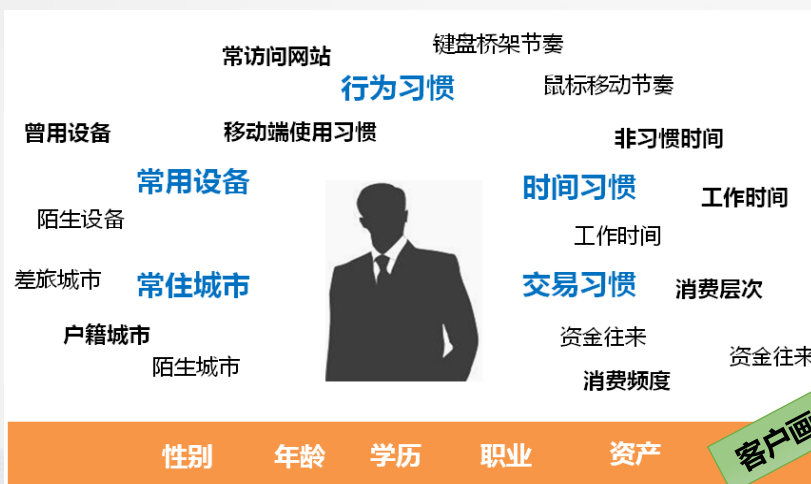 常访问网站
键盘桥架节奏
行为习惯
鼠标移动节奏
曾用设备
移动端使用习惯
非习惯时间
常用设备
时间习惯
工作时间
陌生设备
工作时间
差旅城市
常住城市
交易习惯
消费层次
户籍城市
资金往来
陌生城市
资金往来
消费频度
性别
年龄
学历
职业
资产
客户画